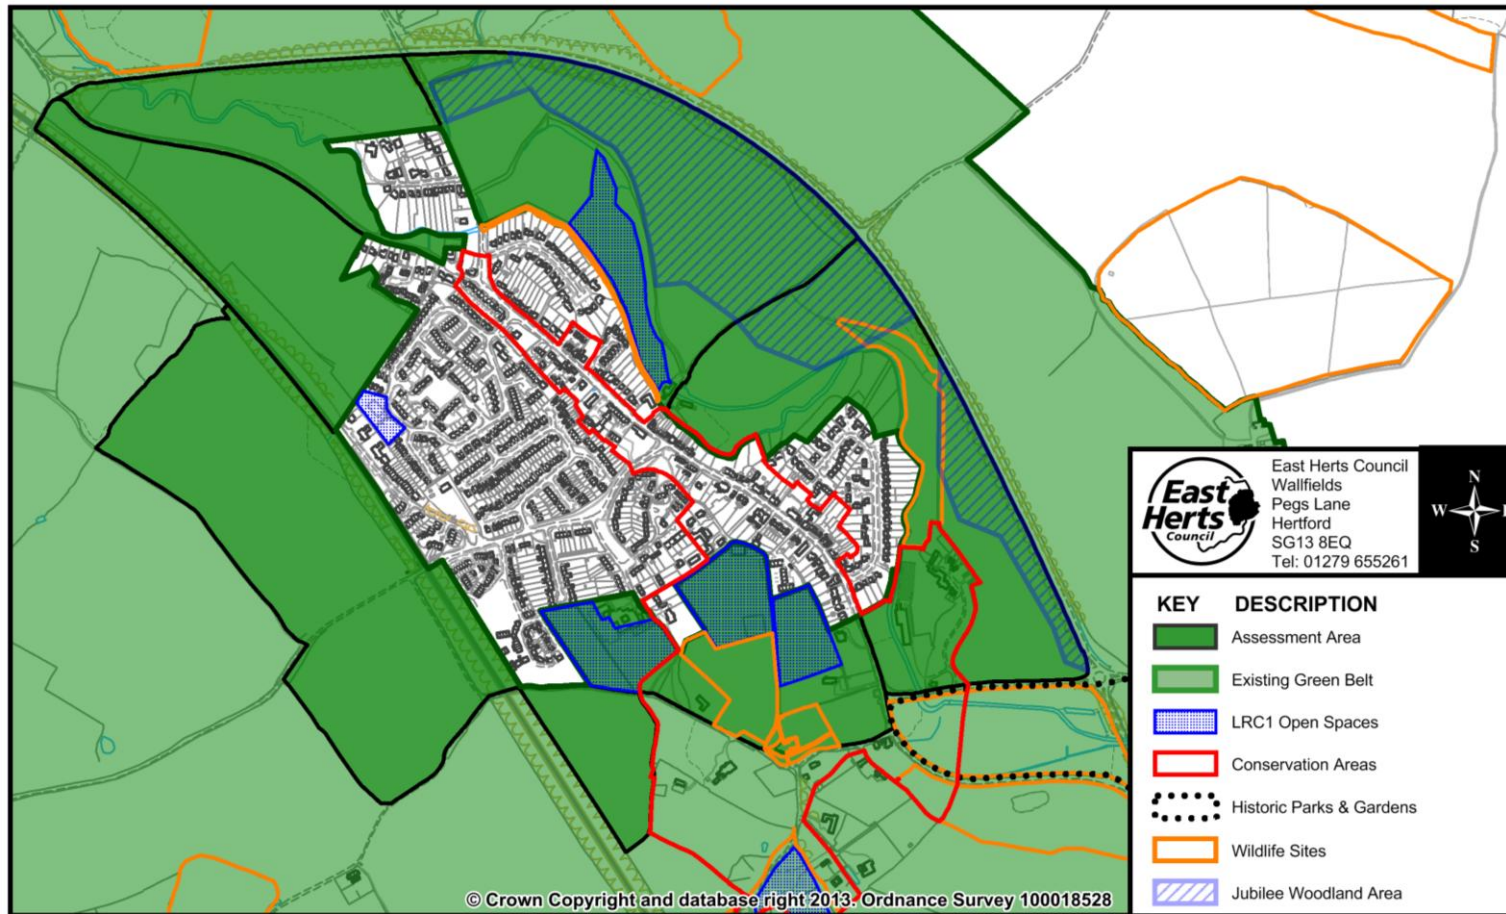 East
Herts
Council
East Herts Council
Wallfields
Pegs Lane
Hertford
SG13 8EQ
Tel: 01279 655261
N
W
S
KEY DESCRIPTION
Assessment Area
Existing Green Belt
LRC1 Open Spaces
Conservation Areas
Historic Parks & Gardens
Wildlife Sites
Jubilee Woodland Area
© Crown Copyright and database right 2013. Ordnance Survey 100018528